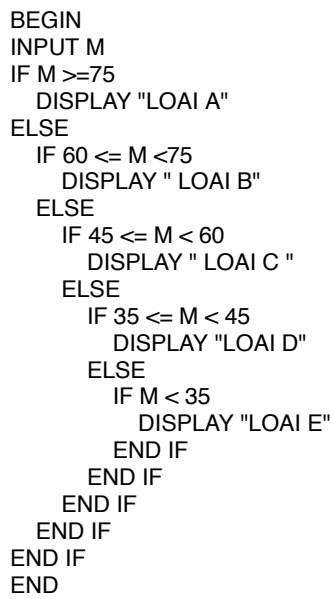 BEGIN
INPUT M
IF M >=75
DISPLAY "LOAI A"
ELSE
IF 60 <= M <75
DISPLAY " LOAI B"
ELSE
IF 45 <= M < 60
DISPLAY " LOAI C "
ELSE
IF 35 <= M < 45
DISPLAY "LOAI D"
ELSE
IF M < 35
DISPLAY "LOAI E"
END IF
END IF
END IF
END IF
END IF
END